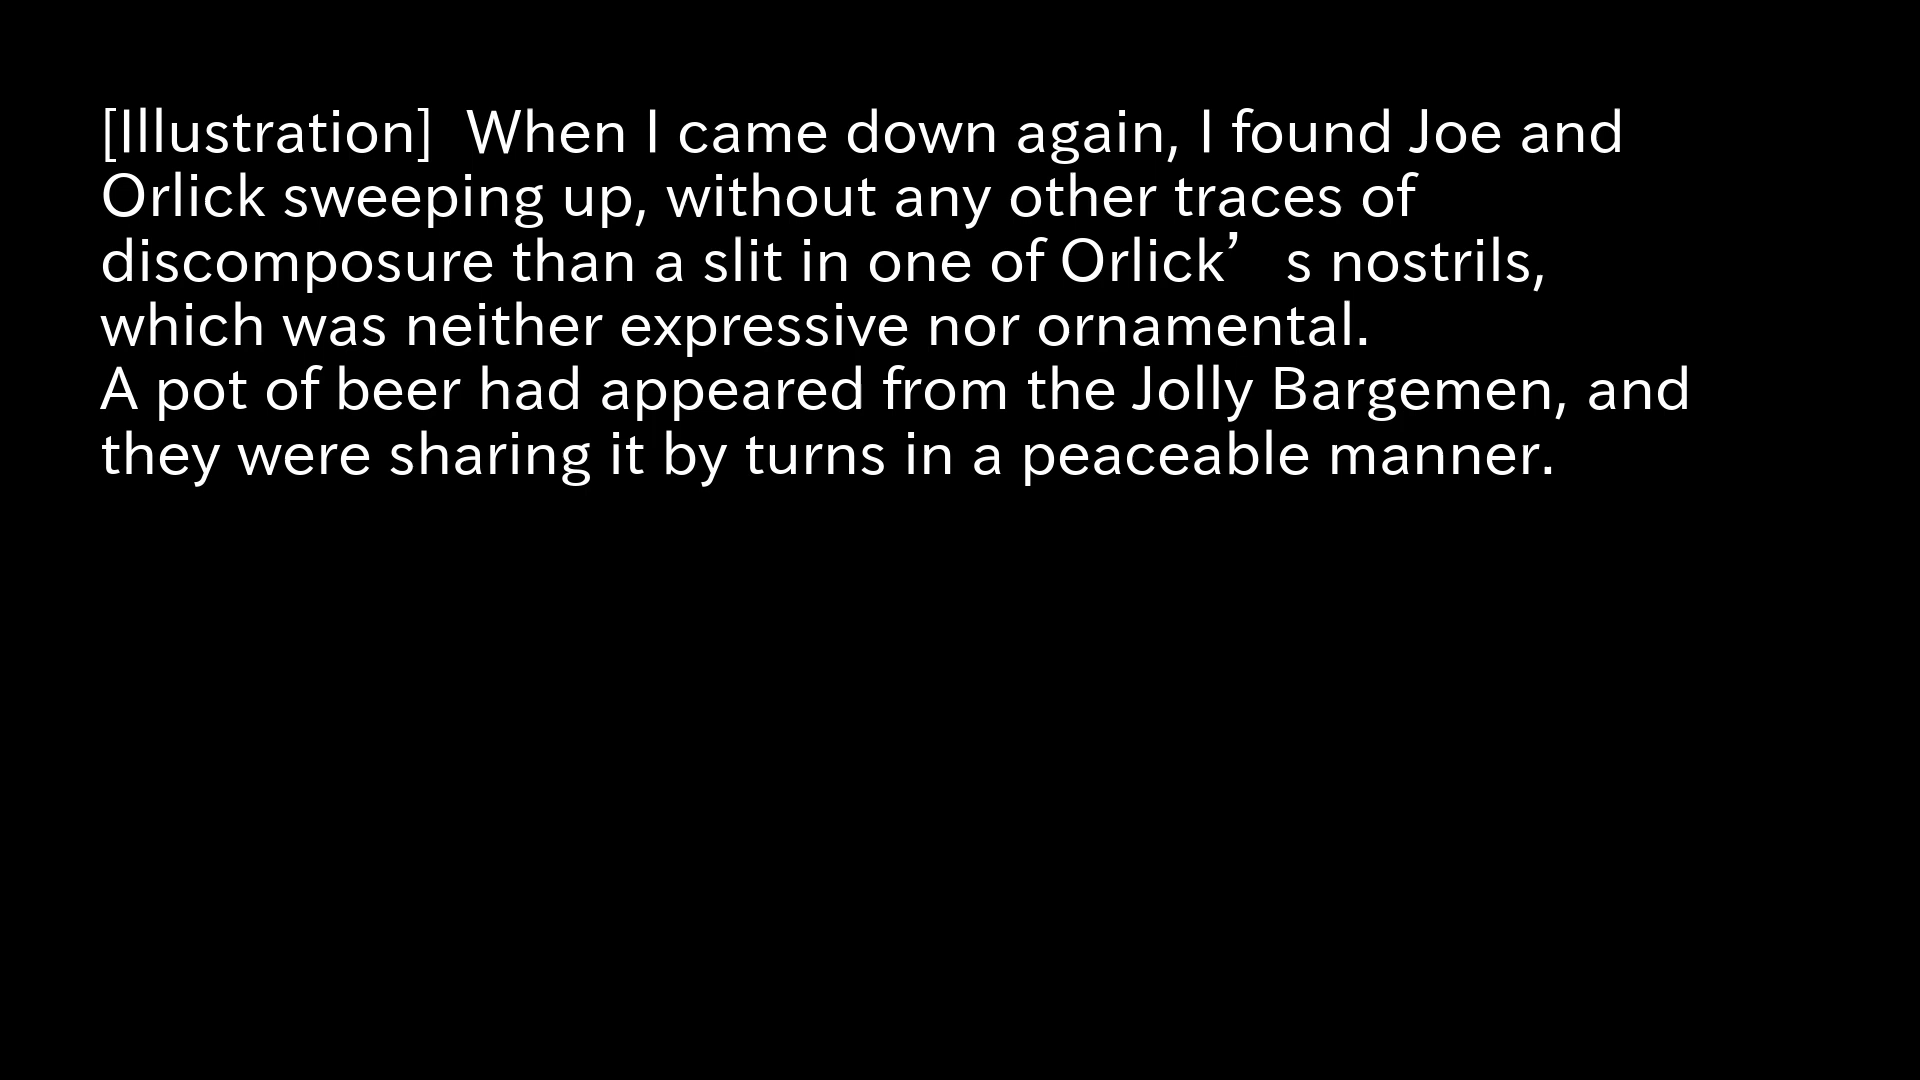 [Illustration]  When I came down again, I found Joe and
Orlick sweeping up, without any other traces of
discomposure than a slit in one of Orlick’s nostrils,
which was neither expressive nor ornamental.
A pot of beer had appeared from the Jolly Bargemen, and
they were sharing it by turns in a peaceable manner.